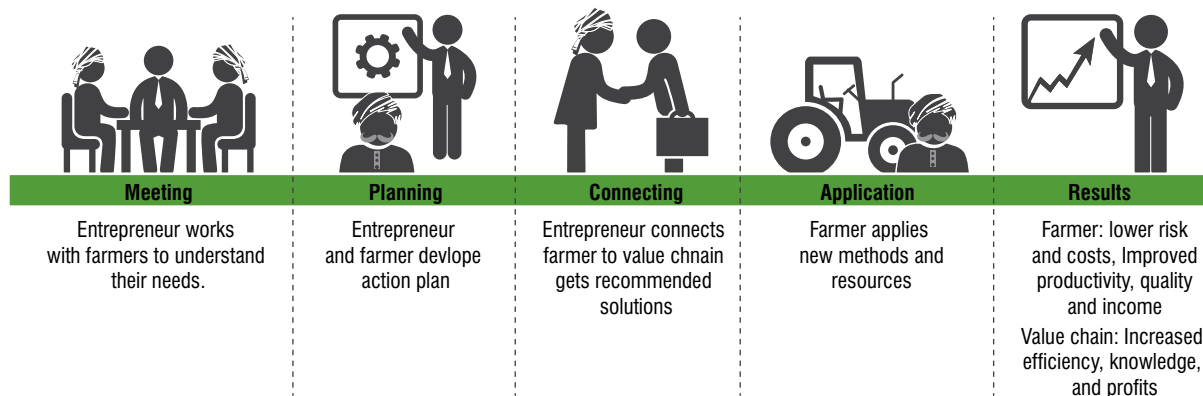 Meeting
Entrepreneur works
with farmers to understand
their needs.
Planning
Entrepreneur
and farmer devlope
action plan
Connecting
Entrepreneur connects
farmer to value chnain
gets recommended
solutions
Application
Farmer applies
new methods and
resources
Results
Farmer: lower risk
and costs, Improved
productivity, quality
and income
Value chain: Increased
efficiency, knowledge,
and profits